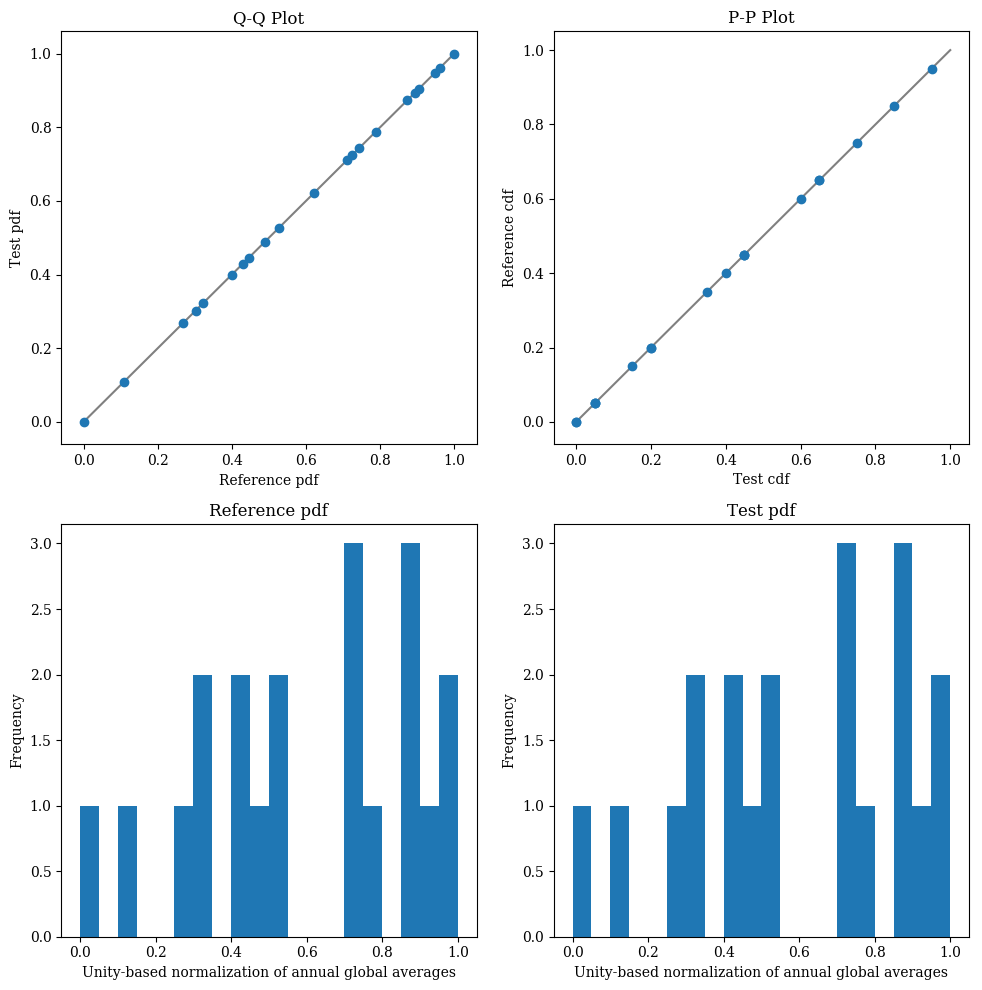 Q-Q Plot
1.0
0.8
0.6
0.4
0.2
0.0
Test pdf
0.0 0.2 0.4 0.6 0.8 1.0
Reference pdf
P-P Plot
1.0
0.8
0.6
0.4
0.2
0.0
Reference cdf
0.0 0.2 0.4 0.6 0.8 1.0
Test cdf
Reference pdf
3.0
2.5
2.0
1.5
1.0
0.5
0.0
Frequency
0.0 0.2 0.4 0.6 0.8 1.0
Unity-based normalization of annual global averages
Test pdf
3.0
2.5
2.0
1.5
1.0
0.5
0.0
Frequency
0.0 0.2 0.4 0.6 0.8 1.0
Unity-based normalization of annual global averages